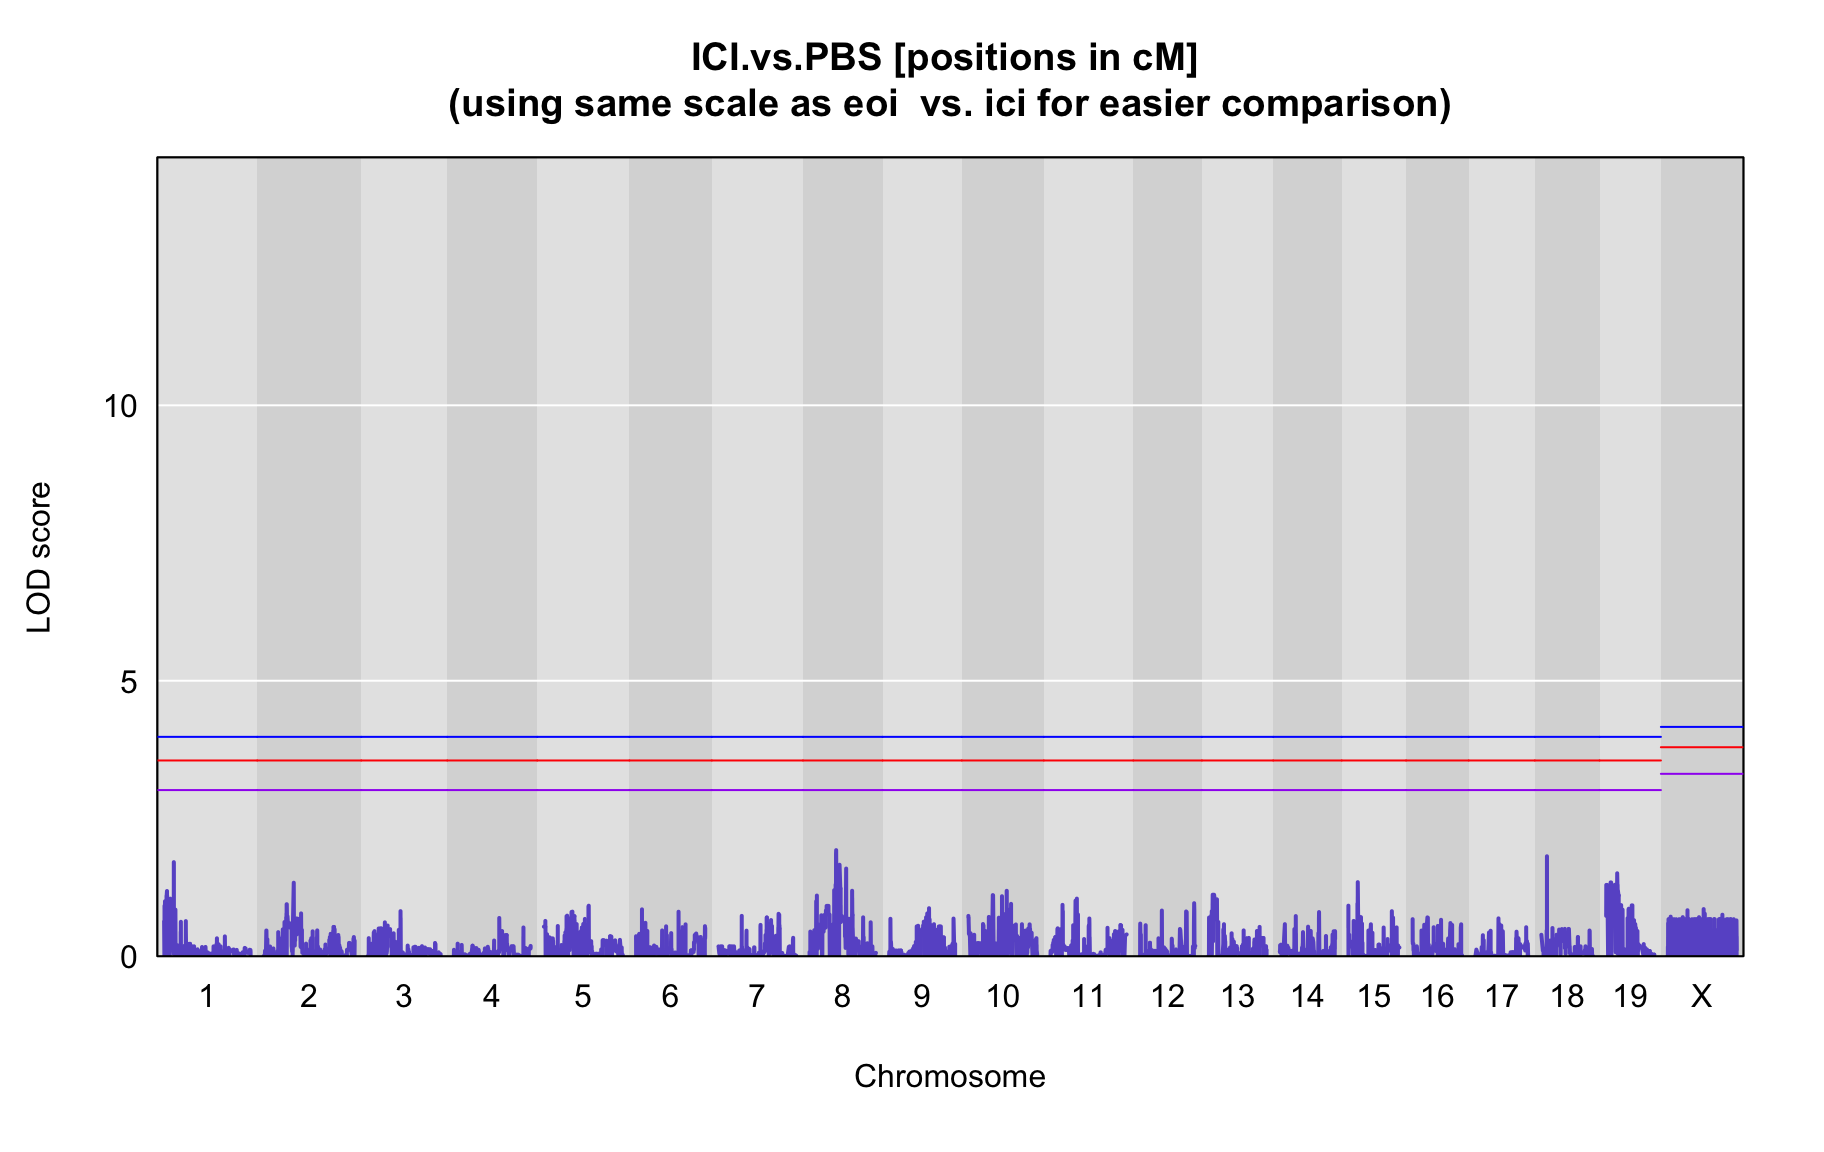 ICI.vs.PBS [positions in cM]
(using same scale as eoi  vs. ici for easier comparison)
LOD score
10
5
0
1 2 3 4 5 6 7 8 9 10 11 12 13 14 15 16 17 18 19 X
Chromosome